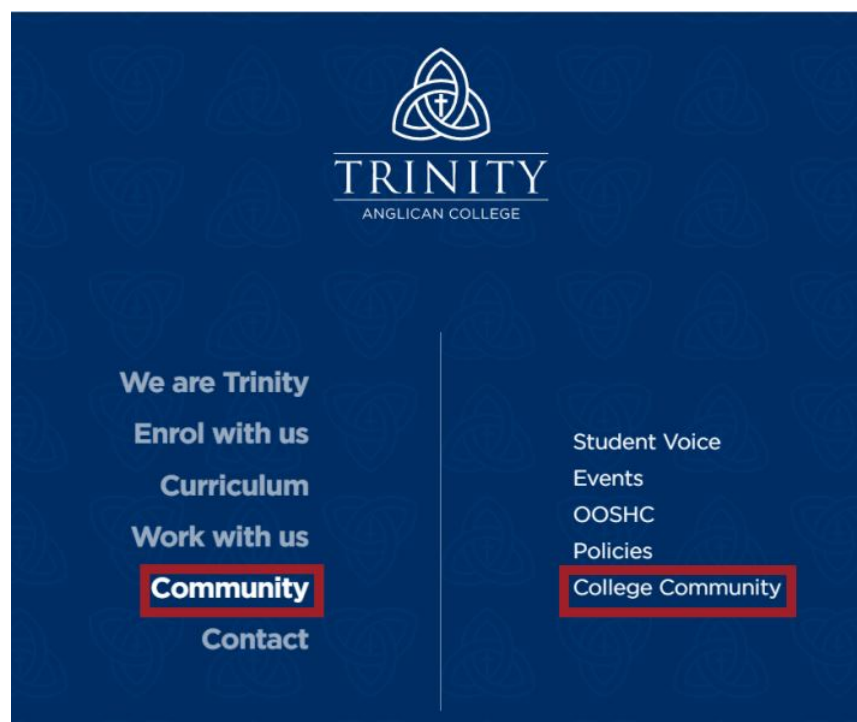 TRINITY
ANGLICAN COLLEGE
We are Trinity
Enrol with us
Curriculum
Work with us
Community
Contact
Student Voice
Events
OOSHC
Policies
College Community